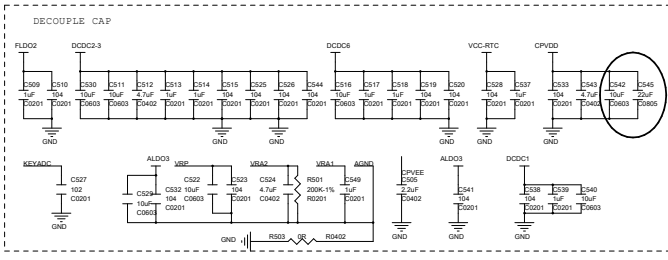 DECOUPLE CAP
FLDO2 DCDC2-3 DCDC6 VCC-RTC CPVDD
C509 C510 C530 C511 C512 C513 C514 C525 C526 C544 C516 C517 C518 C519 C520 C528 C537 C533 C543 C542 C545
1uF 104 10uF 10uF 4.7uF 1uF 1uF 104 104 104 10uF 1uF 1uF 1uF 104 104 1uF 104 4.7uF 10uF 22uF
C0201 C0201 C0603 C0603 C0402 C0201 C0201 C0201 C0201 C0201 C0603 C0201 C0201 C0201 C0201 C0201 C0201 C0201 C0402 C0603 C0805
GND GND GND GND GND GND
KEYADC ALDO3 VRP VRA2 VRA1 AGND ALDO3 DCDC1
C527 C529 C532 C522 C523 C524 R501 C549 CPVEE C505 C541 C538 C539 C540
102 10uF 104 10uF 104 4.7uF 200K-1% 1uF 2.2uF 104 104 1uF 10uF
C0201 C0603 C0201 C0603 C0201 C0402 R0201 C0201 C0402 C0201 C0201 C0201 C0603
GND GND R503 0R R0402 GND GND GND